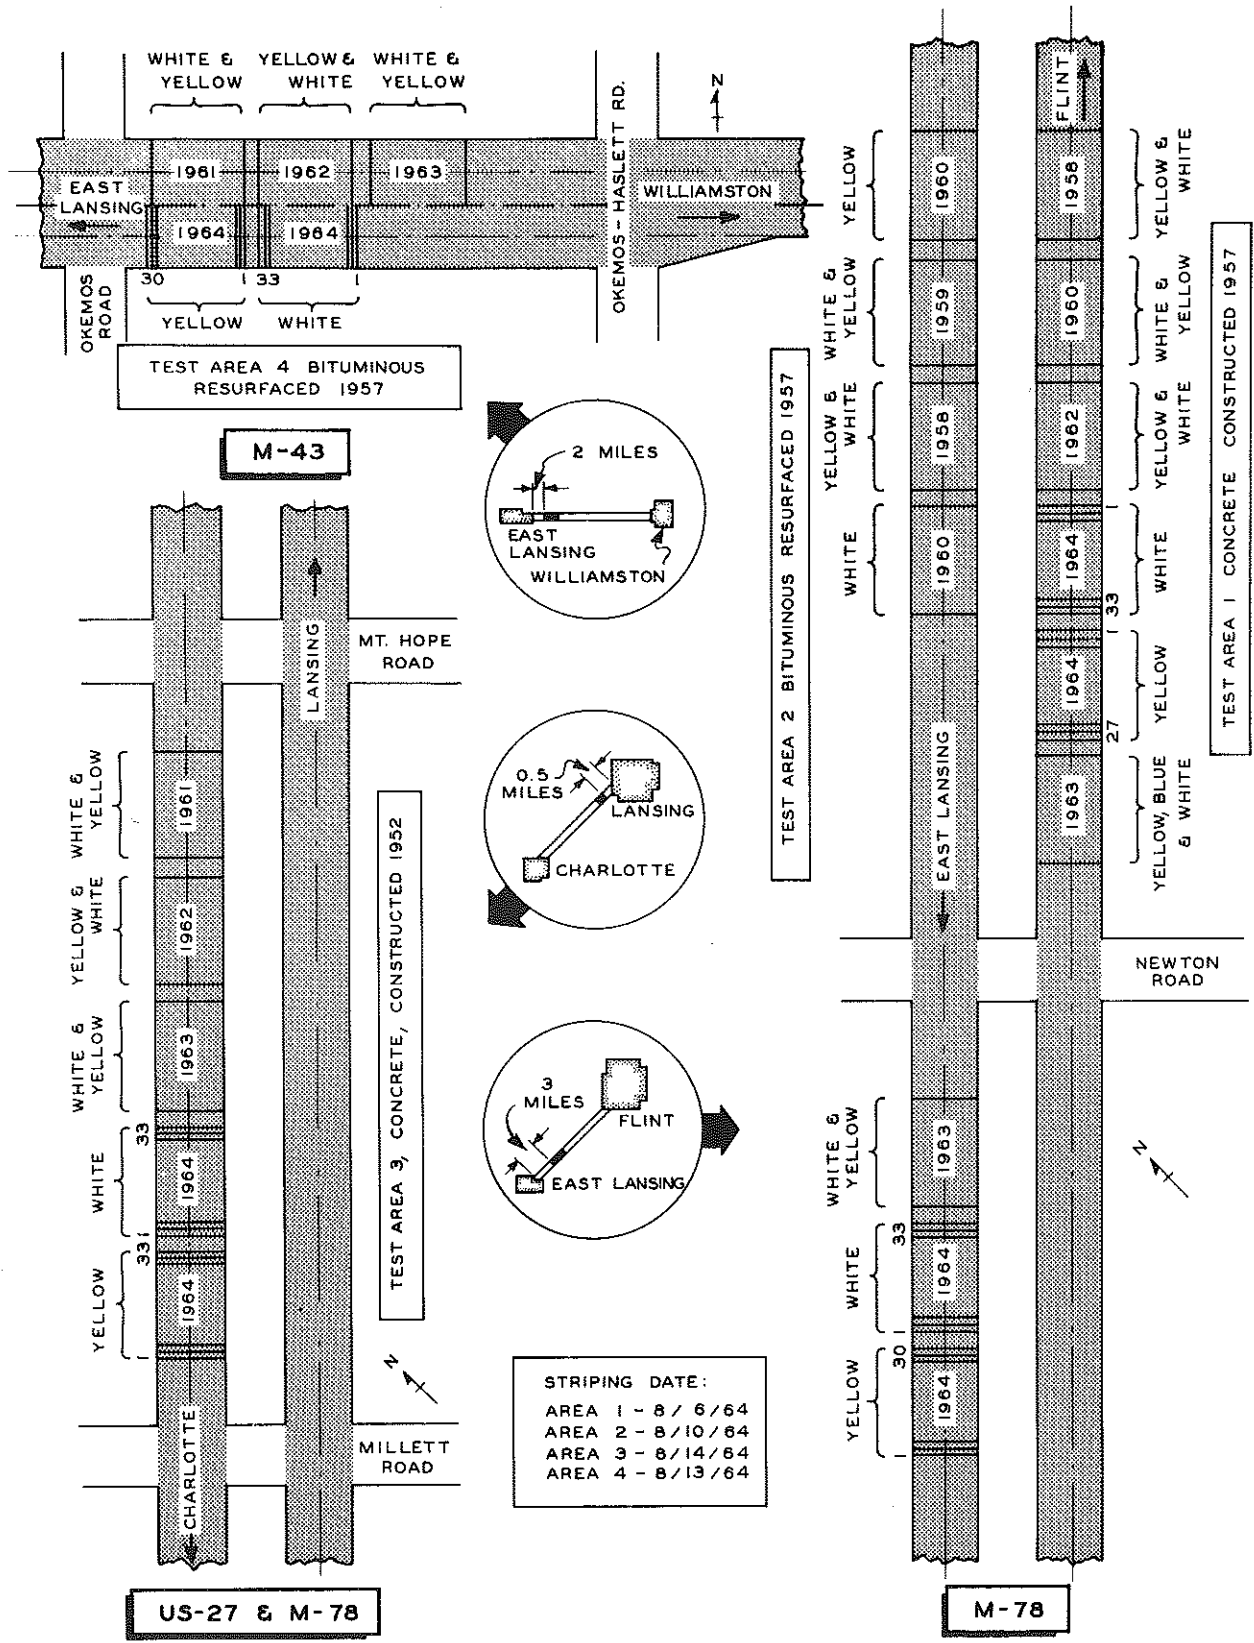 WHITE & YELLOW
YELLOW & WHITE
WHITE & YELLOW
N
1961
1962
1963
EAST LANSING
WILLIAMSTON
1964
1964
30
1
33
1
YELLOW
WHITE
OKEMOS ROAD
OKEMOS-HASLETT RD.
TEST AREA 4 BITUMINOUS
RESURFACED 1957
M-43
LANSING
MT. HOPE
ROAD
WHITE & YELLOW
1961
YELLOW & WHITE
1962
WHITE & YELLOW
1963
33
WHITE
1964
1
33
YELLOW
1964
1
CHARLOTTE
MILLETT
ROAD
N
TEST AREA 3, CONCRETE, CONSTRUCTED 1952
US-27 & M-78
2 MILES
EAST
LANSING
WILLIAMSTON
0.5
MILES
LANSING
CHARLOTTE
3
MILES
FLINT
EAST LANSING
STRIPING DATE:
AREA 1 - 8/ 6/64
AREA 2 - 8/10/64
AREA 3 - 8/14/64
AREA 4 - 8/13/64
TEST AREA 2 BITUMINOUS RESURFACED 1957
YELLOW
1960
WHITE & YELLOW
1959
YELLOW & WHITE
1958
WHITE
1960
EAST LANSING
WHITE & YELLOW
1963
33
WHITE
1964
1
30
YELLOW
1964
1
FLINT
1958
YELLOW & WHITE
1960
WHITE & YELLOW
1962
YELLOW & WHITE
1
1964
WHITE
33
1
1964
YELLOW
27
1963
YELLOW, BLUE
& WHITE
TEST AREA 1 CONCRETE CONSTRUCTED 1957
NEWTON
ROAD
N
M-78